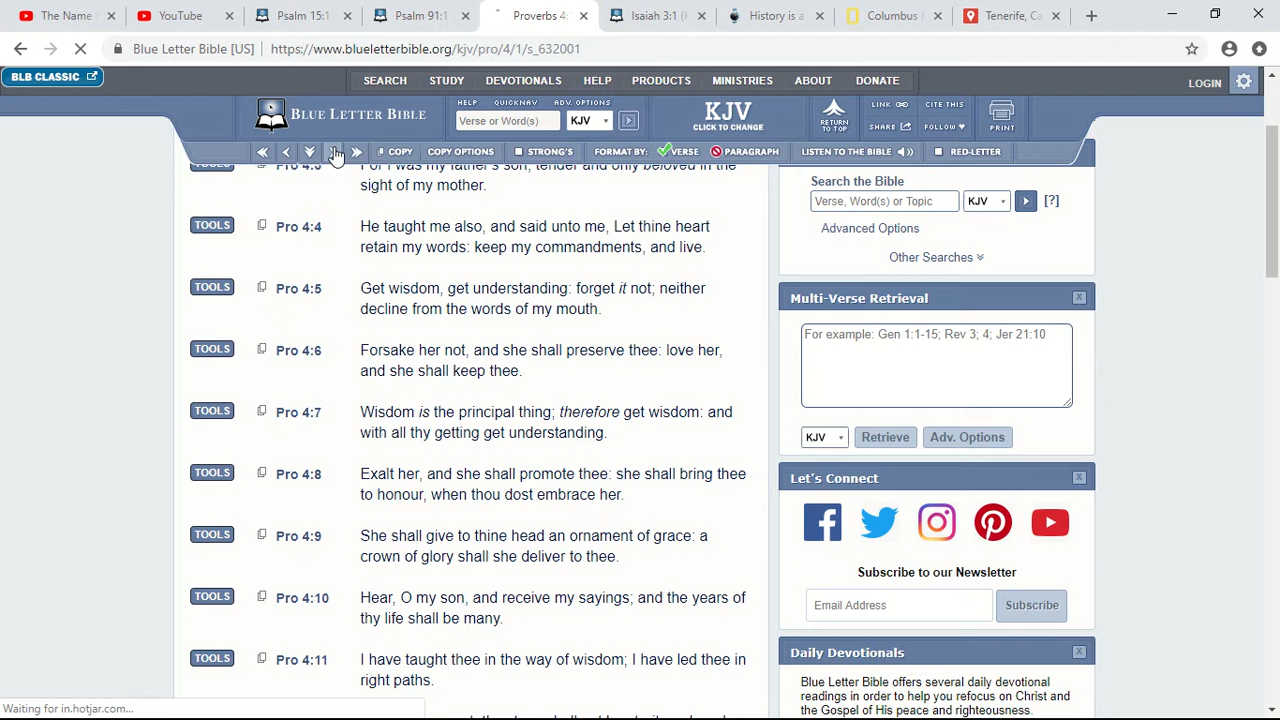 The Name
YouTube
Psalm 15:1
Psalm 91:1
Proverbs 4:
Isaiah 3:1 (K
History is a
Columbus
Tenerife, Ca
Blue Letter Bible [US]
https://www.blueletterbible.org/kjv/pro/4/1/s_632001
BLB CLASSIC
SEARCH STUDY DEVOTIONALS HELP PRODUCTS MINISTRIES ABOUT DONATE
LOGIN
BLUE LETTER BIBLE
HELP QUICKNAV ADV. OPTIONS
Verse or Word(s) KJV
KJV
CLICK TO CHANGE
RETURN
TO TOP
LINK CITE THIS
SHARE FOLLOW
PRINT
COPY COPY OPTIONS STRONG'S FORMAT BY: VERSE PARAGRAPH LISTEN TO THE BIBLE RED-LETTER
TOOLS Pro 4:3 For I was my father's son, tender and only beloved in the
sight of my mother.
TOOLS Pro 4:4 He taught me also, and said unto me, Let thine heart
retain my words: keep my commandments, and live.
TOOLS Pro 4:5 Get wisdom, get understanding: forget it not; neither
decline from the words of my mouth.
TOOLS Pro 4:6 Forsake her not, and she shall preserve thee: love her,
and she shall keep thee.
TOOLS Pro 4:7 Wisdom is the principal thing; therefore get wisdom: and
with all thy getting get understanding.
TOOLS Pro 4:8 Exalt her, and she shall promote thee: she shall bring thee
to honour, when thou dost embrace her.
TOOLS Pro 4:9 She shall give to thine head an ornament of grace: a
crown of glory shall she deliver to thee.
TOOLS Pro 4:10 Hear, O my son, and receive my sayings; and the years of
thy life shall be many.
TOOLS Pro 4:11 I have taught thee in the way of wisdom; I have led thee in
right paths.
Search the Bible
Verse, Word(s) or Topic KJV [?]
Advanced Options
Other Searches
Multi-Verse Retrieval
For example: Gen 1:1-15; Rev 3; 4; Jer 21:10
KJV Retrieve Adv. Options
Let's Connect
Subscribe to our Newsletter
Email Address Subscribe
Daily Devotionals
Blue Letter Bible offers several daily devotional
readings in order to help you refocus on Christ and
the Gospel of His peace and righteousness.
Waiting for in.hotjar.com...